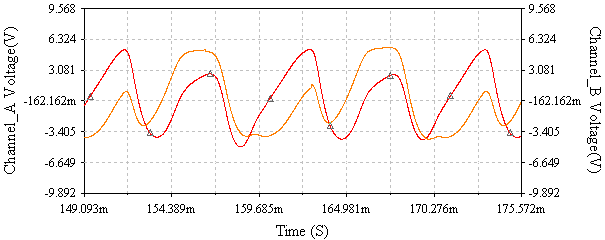 9.568 9.568
6.324 6.324
3.081 3.081
-162.162m -162.162m
-3.405 -3.405
-6.649 -6.649
-9.892 -9.892
Channel_A Voltage(V)
Channel_B Voltage(V)
149.093m 154.389m 159.685m 164.981m 170.276m 175.572m
Time (S)